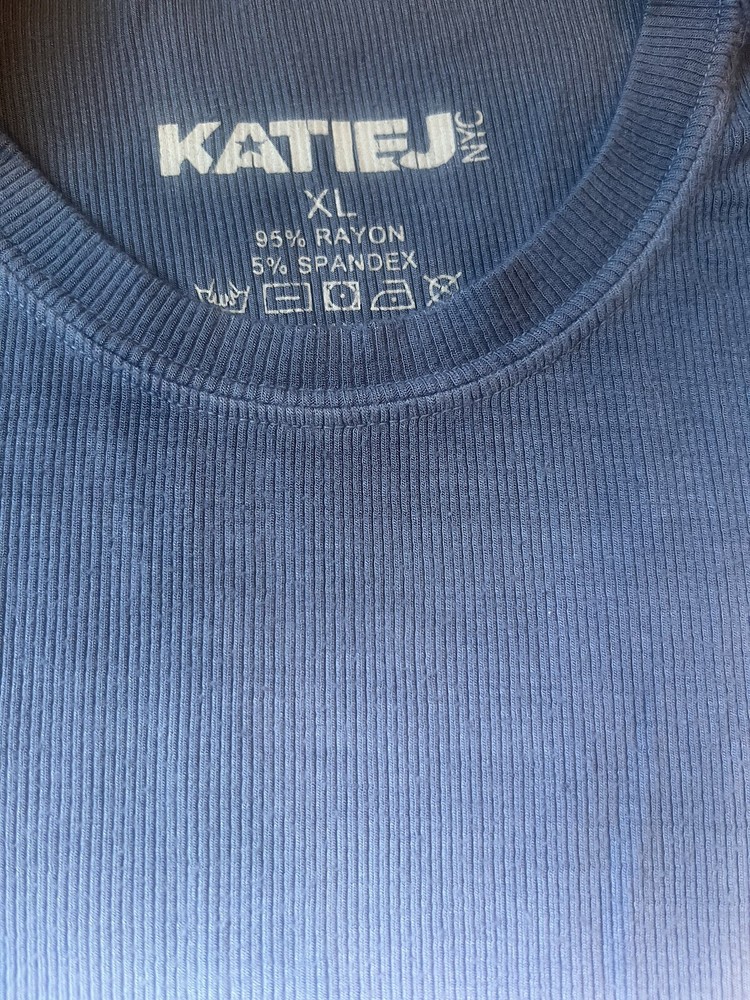 KATIEJ NYC
XL
95% RAYON
5% SPANDEX